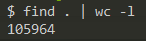 $ find . | wc -l
105964